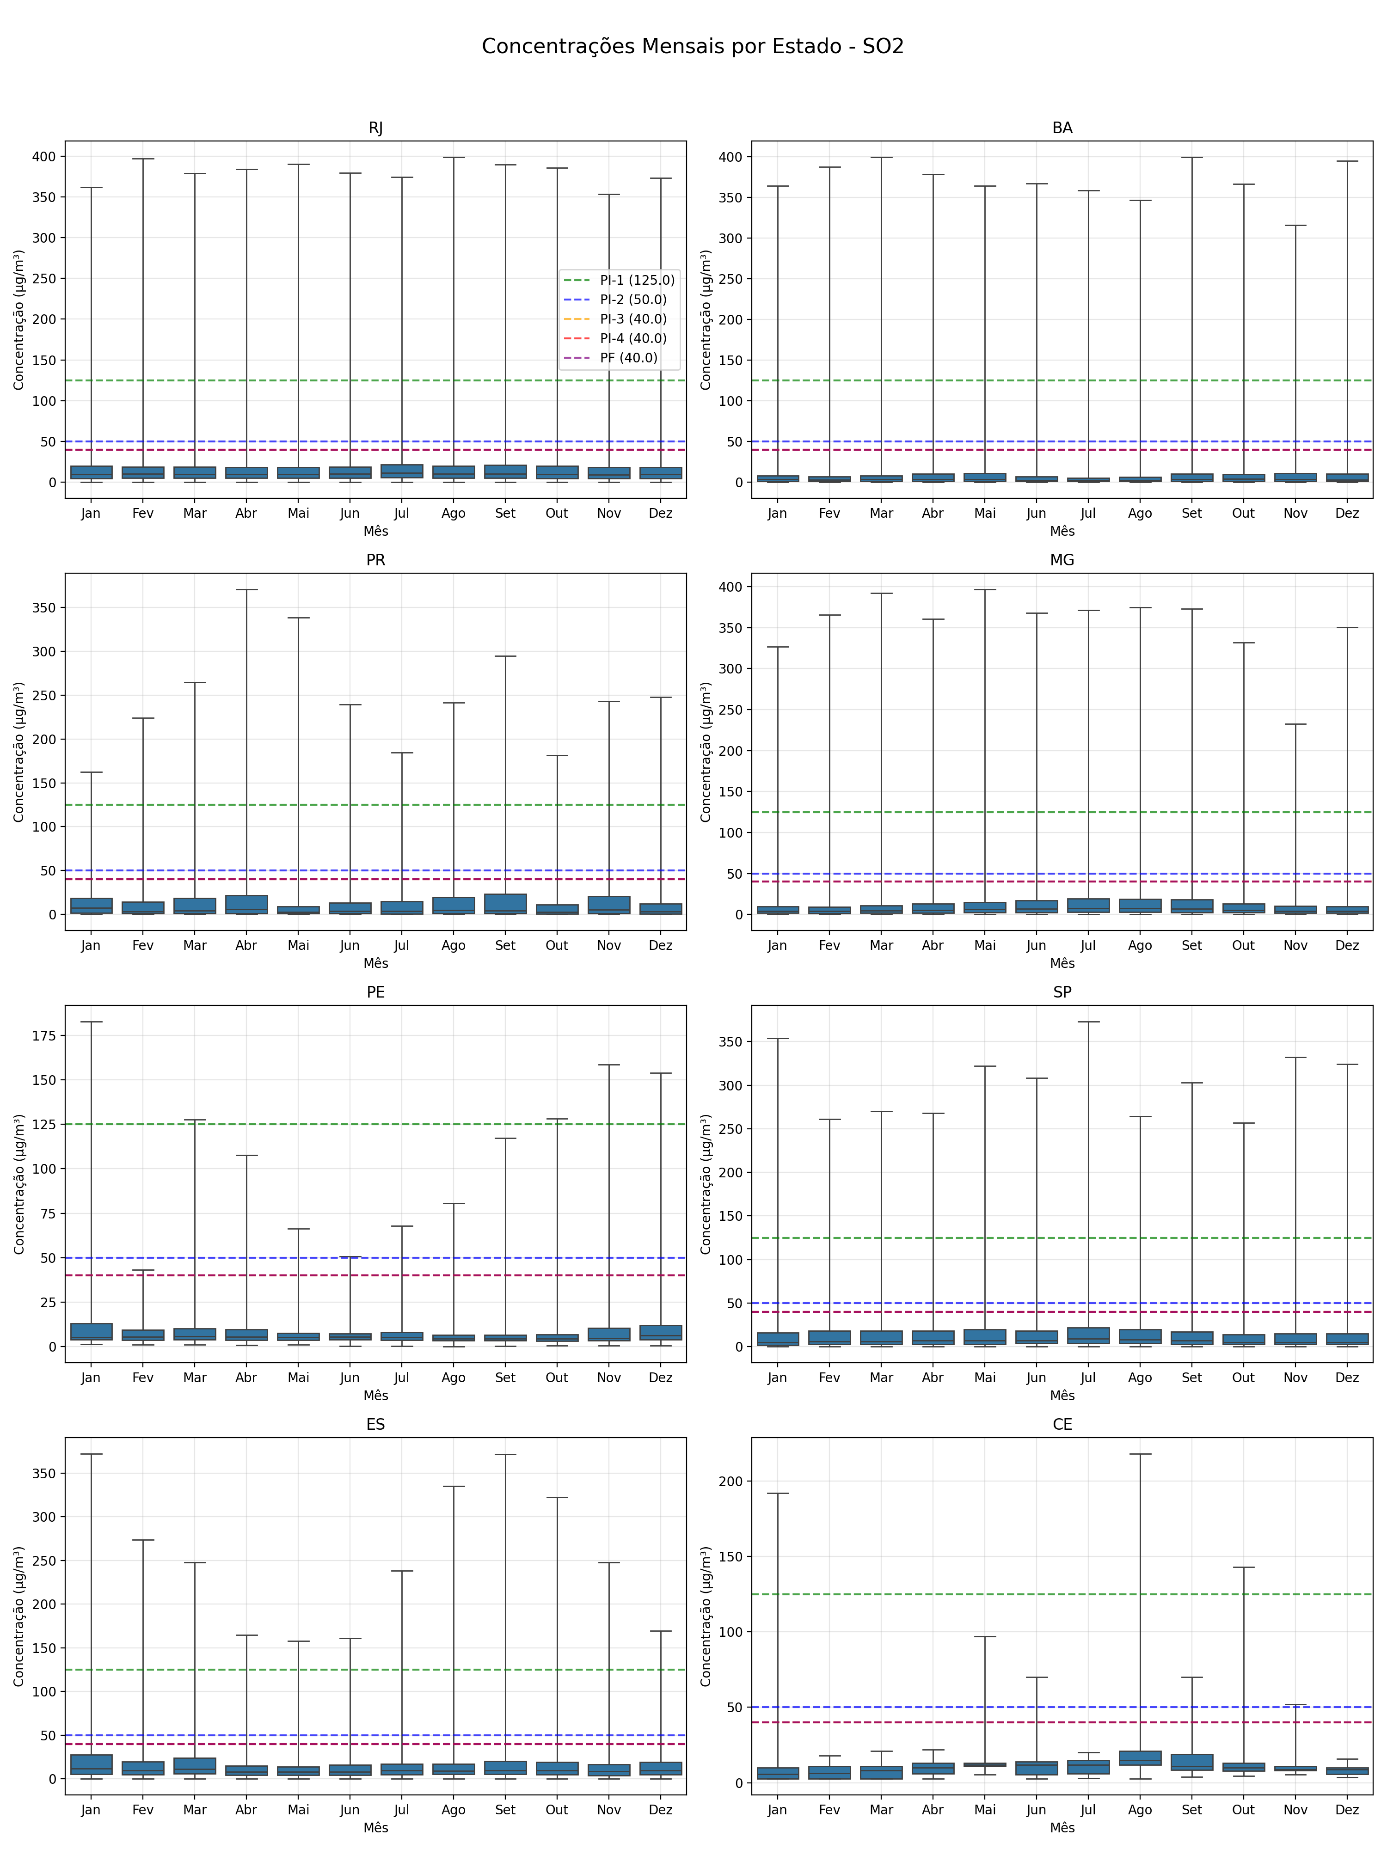 Concentrações Mensais por Estado - SO2
RJ
Concentração (µg/m³)
400
350
300
250
200
150
100
50
0
PI-1 (125.0)
PI-2 (50.0)
PI-3 (40.0)
PI-4 (40.0)
PF (40.0)
Jan Fev Mar Abr Mai Jun Jul Ago Set Out Nov Dez
Mês
BA
Concentração (µg/m³)
400
350
300
250
200
150
100
50
0
Jan Fev Mar Abr Mai Jun Jul Ago Set Out Nov Dez
Mês
PR
Concentração (µg/m³)
350
300
250
200
150
100
50
0
Jan Fev Mar Abr Mai Jun Jul Ago Set Out Nov Dez
Mês
MG
Concentração (µg/m³)
400
350
300
250
200
150
100
50
0
Jan Fev Mar Abr Mai Jun Jul Ago Set Out Nov Dez
Mês
PE
Concentração (µg/m³)
175
150
125
100
75
50
25
0
Jan Fev Mar Abr Mai Jun Jul Ago Set Out Nov Dez
Mês
SP
Concentração (µg/m³)
350
300
250
200
150
100
50
0
Jan Fev Mar Abr Mai Jun Jul Ago Set Out Nov Dez
Mês
ES
Concentração (µg/m³)
350
300
250
200
150
100
50
0
Jan Fev Mar Abr Mai Jun Jul Ago Set Out Nov Dez
Mês
CE
Concentração (µg/m³)
200
150
100
50
0
Jan Fev Mar Abr Mai Jun Jul Ago Set Out Nov Dez
Mês